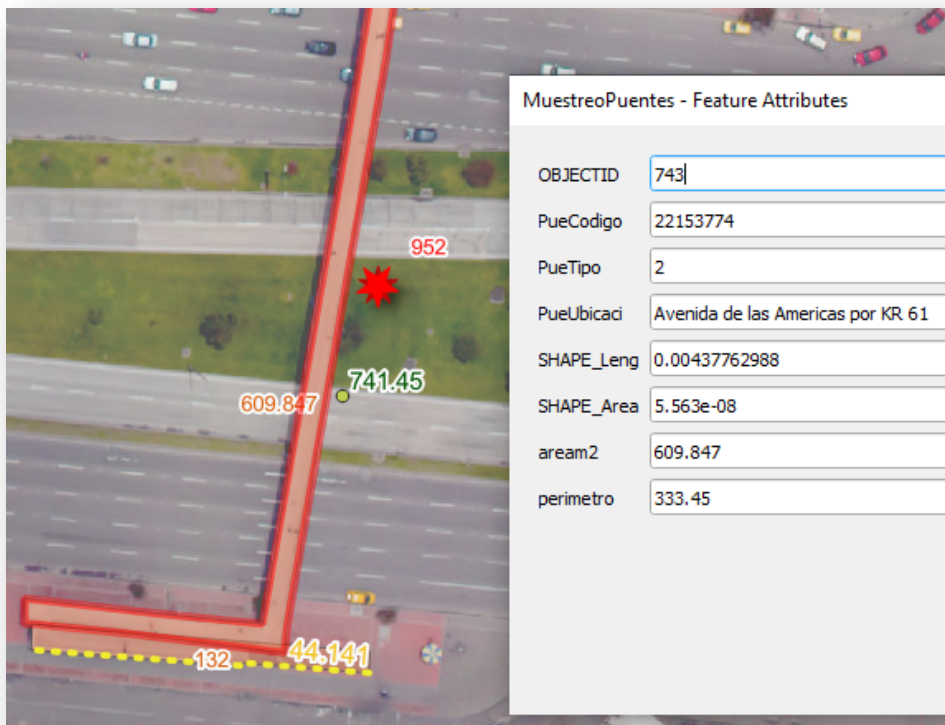 MuestreoPuentes - Feature Attributes
OBJECTID 743
PueCodigo 22153774
PueTipo 2
PueUbicaci Avenida de las Americas por KR 61
SHAPE_Leng 0.00437762988
SHAPE_Area 5.563e-08
aream2 609.847
perimetro 333.45
952
741.45
609.847
44.141
132